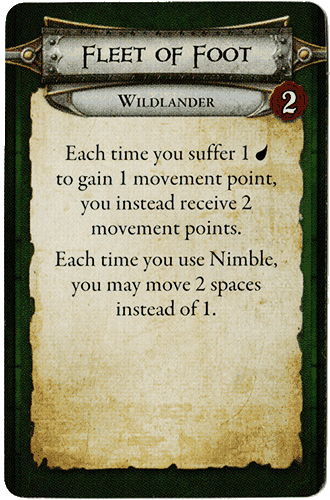 Fleet of Foot
Wildlander
2
Each time you suffer 1
to gain 1 movement point,
you instead receive 2
movement points.
Each time you use Nimble,
you may move 2 spaces
instead of 1.